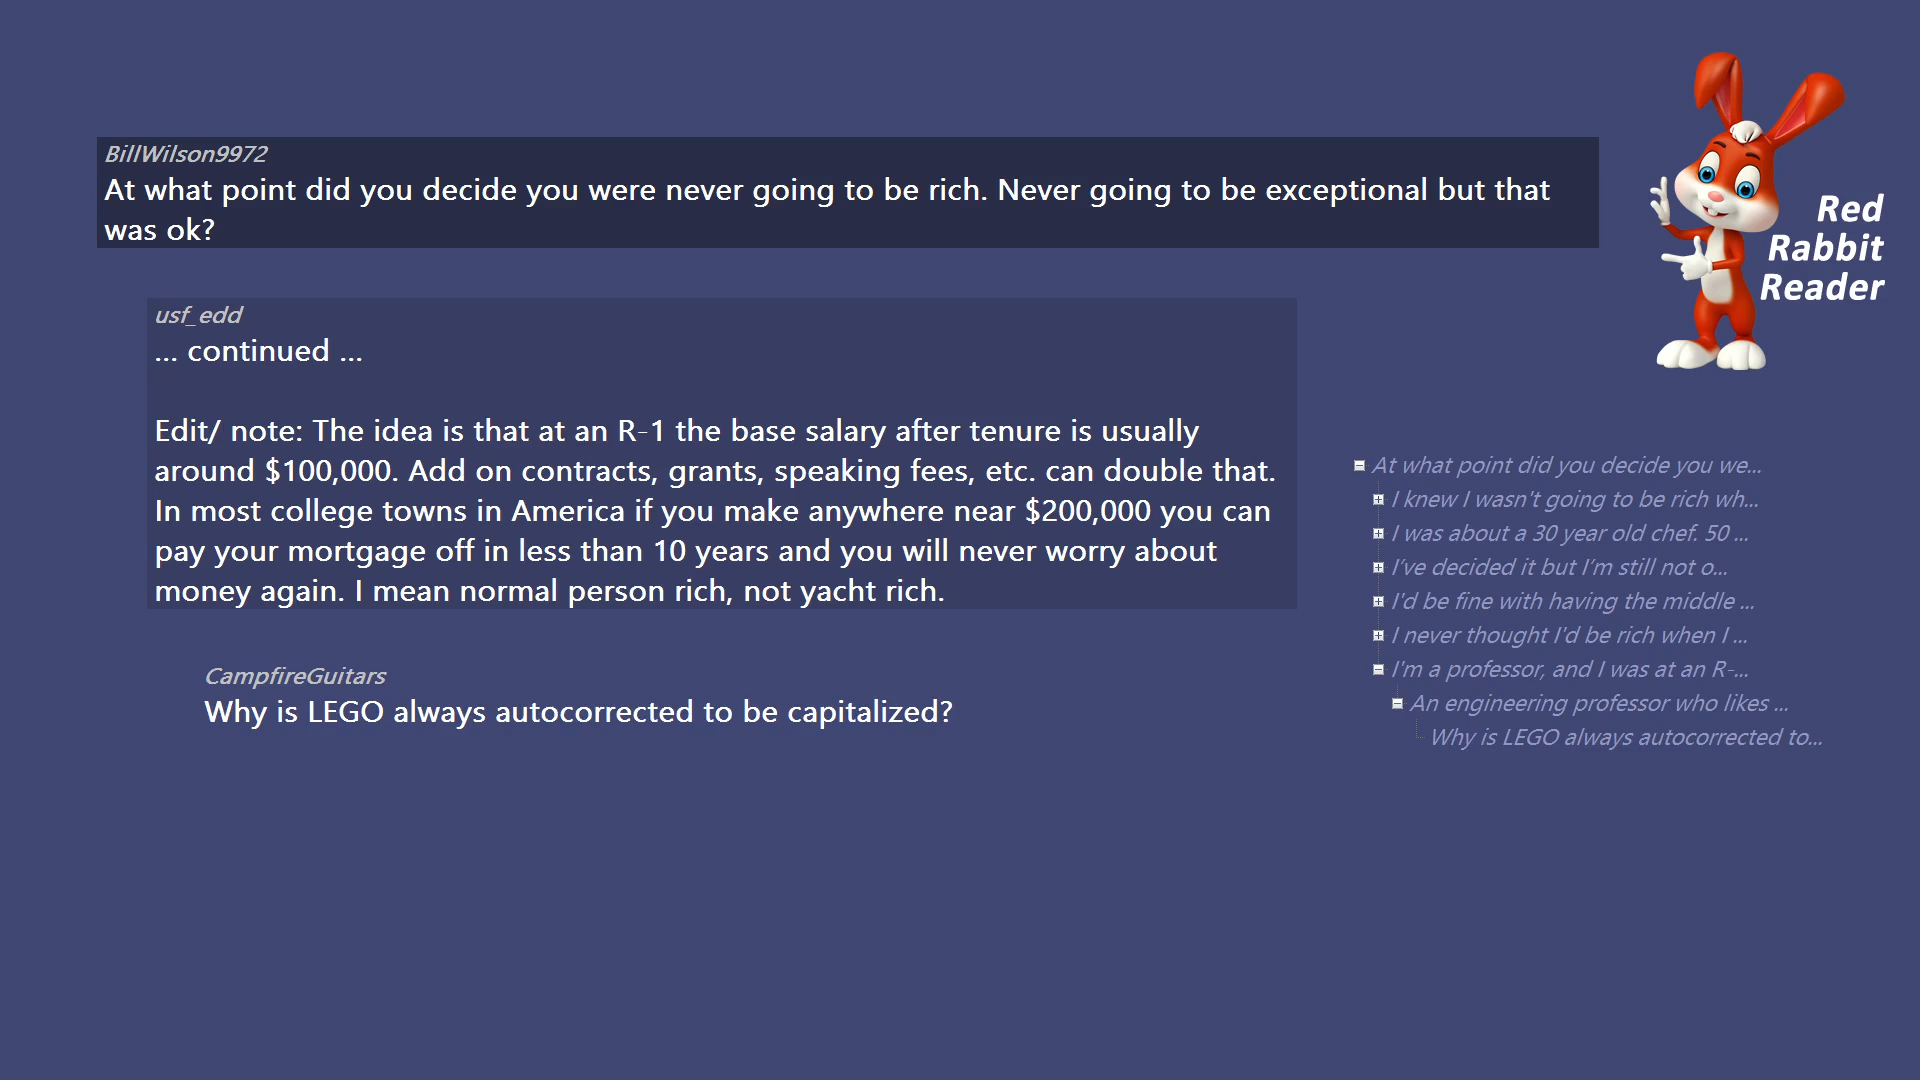 BillWilson9972
At what point did you decide you were never going to be rich. Never going to be exceptional but that
was ok?
Red
Rabbit
Reader
usf_edd
... continued ...
Edit/ note: The idea is that at an R-1 the base salary after tenure is usually
around $100,000. Add on contracts, grants, speaking fees, etc. can double that.
In most college towns in America if you make anywhere near $200,000 you can
pay your mortgage off in less than 10 years and you will never worry about
money again. I mean normal person rich, not yacht rich.
CampfireGuitars
Why is LEGO always autocorrected to be capitalized?
At what point did you decide you we...
I knew I wasn't going to be rich wh...
I was about a 30 year old chef. 50 ...
I’ve decided it but I’m still not o...
I'd be fine with having the middle ...
I never thought I'd be rich when I ...
I'm a professor, and I was at an R-...
An engineering professor who likes ...
Why is LEGO always autocorrected to...